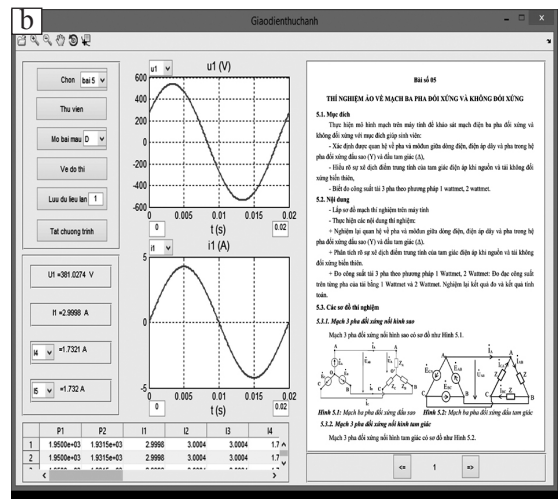 b
Giaodienthuchanh
Chon bai 5
Thu vien
Mo bai mau D
Ve do thi
Luu du lieu lan 1
Tat chuong trinh
U1 =381.0274 V
I1 =2.9998 A
I4 =1.7321 A
I5 =1.732 A
u1
u1 (V)
600
400
200
0
-200
-400
-600
0 0.005 0.01 0.015 0.02
0 t (s) 0.02
i1
i1 (A)
5
0
-5
0 0.005 0.01 0.015 0.02
0 t (s) 0.02
P1 P2 I1 I2 I3 I4
1 1.9500e+03 1.9315e+03 2.9998 3.0004 3.0004 1.7
2 1.9500e+03 1.9315e+03 2.9998 3.0004 3.0004 1.7
Bài số 05
THÍ NGHIỆM ẢO VỀ MẠCH BA PHA ĐỐI XỨNG VÀ KHÔNG ĐỐI XỨNG
5.1. Mục đích
Thực hiện mô hình mạch trên máy tính để khảo sát mạch điện ba pha đối xứng và
không đối xứng với mục đích giúp sinh viên:
- Xác định được quan hệ về pha và môđun giữa dòng điện, điện áp dây và pha trong hệ
pha đối xứng đấu sao (Y) và đấu tam giác (Δ),
- Hiểu rõ sự xê dịch điểm trung tính của tam giác điện áp khi nguồn và tải không đối
xứng biến thiên,
- Biết đo công suất tải 3 pha theo phương pháp 1 wattmet, 2 wattmet.
5.2. Nội dung
- Lắp sơ đồ mạch thí nghiệm trên máy tính
- Thực hiện các nội dung thí nghiệm:
+ Nghiệm lại quan hệ về pha và môđun giữa dòng điện, điện áp dây và pha trong hệ
pha đối xứng đấu sao (Y) và đấu tam giác (Δ).
+ Phân tích rõ sự xê dịch điểm trung tính của tam giác điện áp khi nguồn và tải không
đối xứng biến thiên.
+ Đo công suất tải 3 pha theo phương pháp 1 Wattmet, 2 Wattmet: Đo đạc công suất
trên từng pha của tải bằng 1 Wattmet và 2 Wattmet. Nghiệm lại kết quả đo và kết quả tính
toán.
5.3. Các sơ đồ thí nghiệm
5.3.1. Mạch 3 pha đối xứng nối hình sao
Mạch 3 pha đối xứng nối hình sao có sơ đồ như Hình 5.1.
Hình 5.1: Mạch ba pha đối xứng đấu sao Hình 5.2: Mạch ba pha đối xứng đấu tam giác
5.3.2. Mạch 3 pha đối xứng nối hình tam giác
Mạch 3 pha đối xứng nối hình tam giác có sơ đồ như Hình 5.2.
<= 1 =>